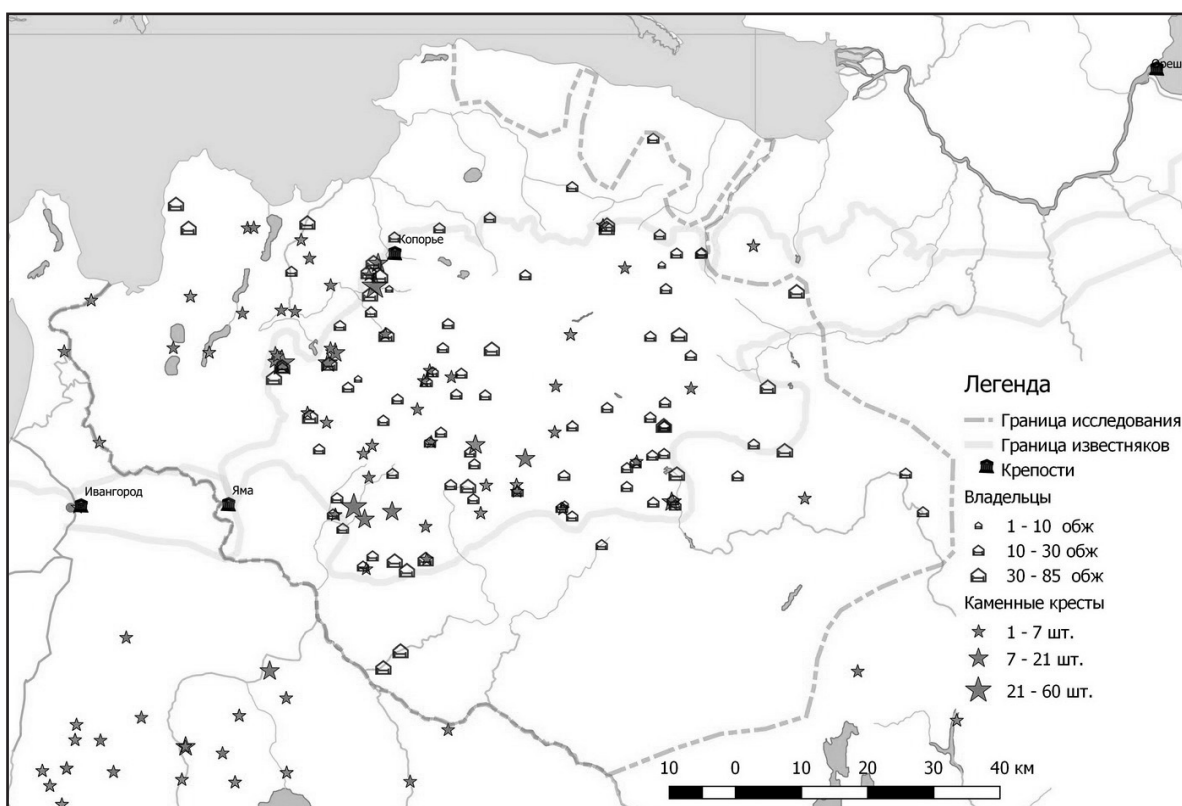 Орешек
Копорье
Ивангород
Яма
Легенда
Граница исследования
Граница известняков
Крепости
Владельцы
1 - 10 обж
10 - 30 обж
30 - 85 обж
Каменные кресты
1 - 7 шт.
7 - 21 шт.
21 - 60 шт.
10 0 10 20 30 40 км